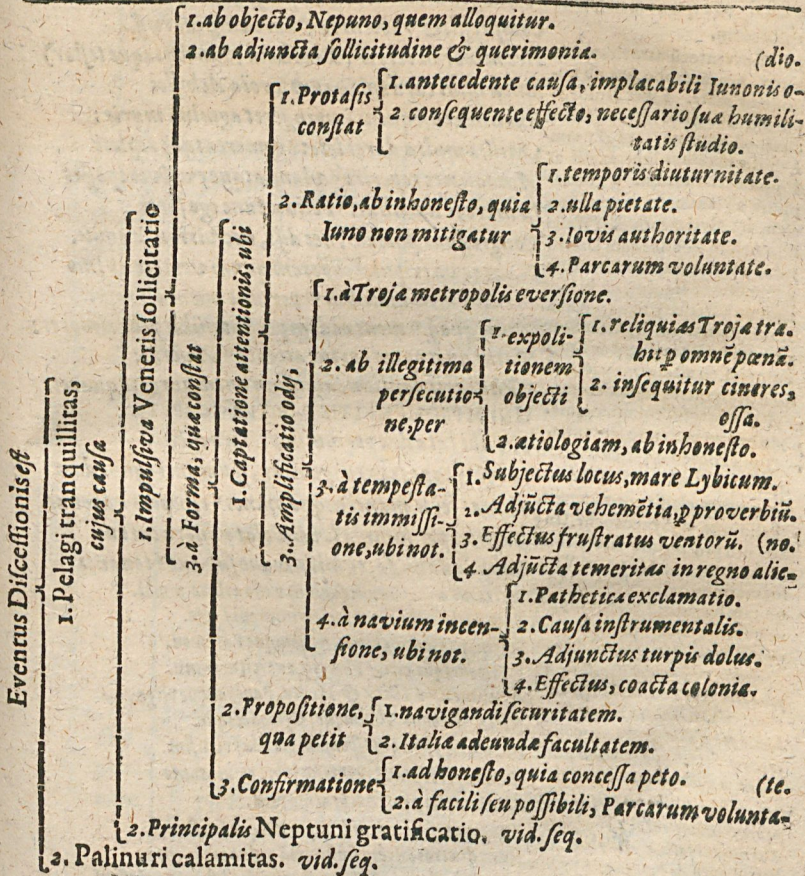 Eventus Discessionis est
1. Pelagi tranquillitas,
cujus causa
1. Impulsiva Veneris sollicitatio
1. ab objecto, Nepuno, quem alloquitur.
2. ab adjuncta sollicitudine & querimonia.
3. à Forma, qua constat
1. Captatione attentionis, ubi
1. Protasis
constat
(dio.
1. antecedente causa, implacabili Iunonis o-
2. consequente effecto, necessario suæ humili-
tatis studio.
2. Ratio, ab inhonesto, quia
Iuno non mitigatur
1. temporis diuturnitate.
2. ulla pietate.
3. Iovis authoritate.
4. Parcarum voluntate.
3. Amplificatio odij,
1. à Trojæ metropolis eversione.
2. ab illegitima
persecutio-
ne, per
1. expoli-
tionem
objecti
1. reliquias Trojæ tra.
hit ꝑ omnē pœnā.
2. insequitur cineres,
ossa.
2. ætiologiam, ab inhonesto.
3. à tempesta-
tis immissi-
one, ubi not.
1. Subjectus locus, mare Lybicum.
2. Adjūcta vehemētia, ꝑ proverbiū.
3. Effectus frustratus ventorū. (no.
4. Adjūcta temeritas in regno alie-
4. à navium incen-
sione, ubi not.
1. Pathetica exclamatio.
2. Causa instrumentalis.
3. Adjunctus turpis dolus.
4. Effectus, coacta colonia.
2. Propositione,
qua petit
1. navigandi securitatem.
2. Italiæ adeundæ facultatem.
3. Confirmatione
1. ad honesto, quia concessa peto. (te.
2. à facili seu possibili, Parcarum volunta-
2. Principalis Neptuni gratificatio. vid. seq.
2. Palinuri calamitas. vid. seq.